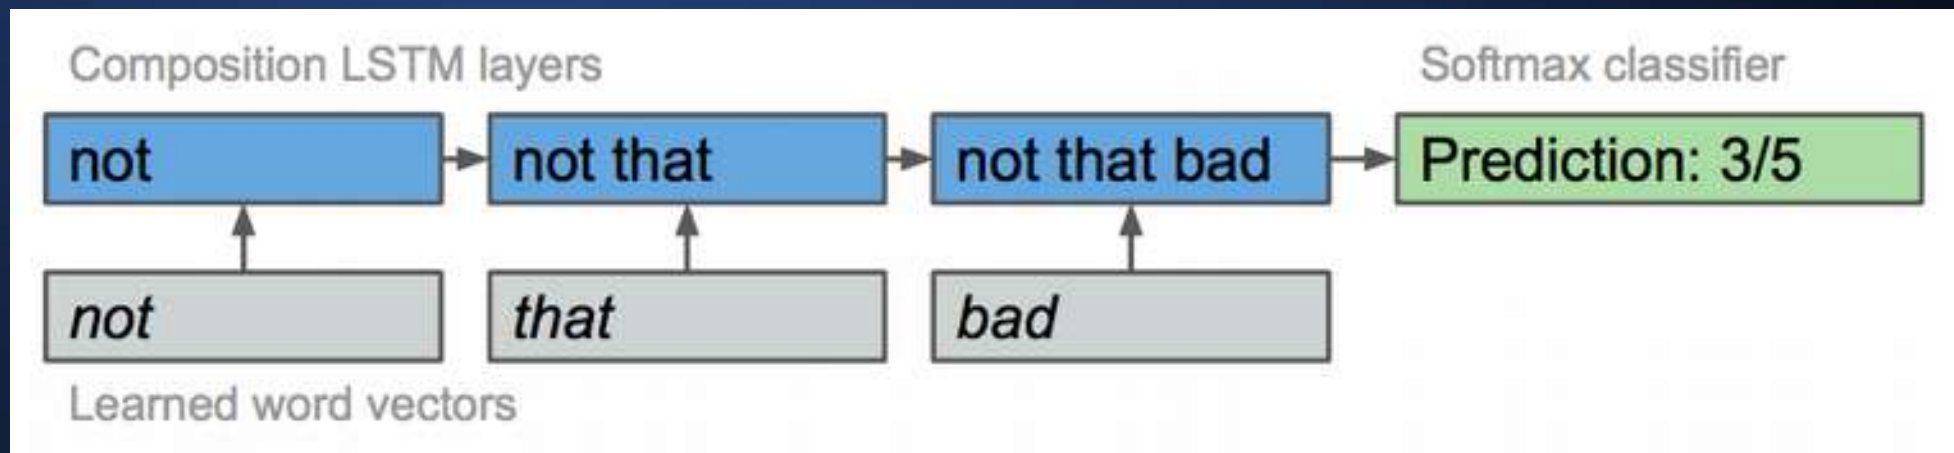 Composition LSTM layers
Softmax classifier
not
not that
not that bad
Prediction: 3/5
not
that
bad
Learned word vectors